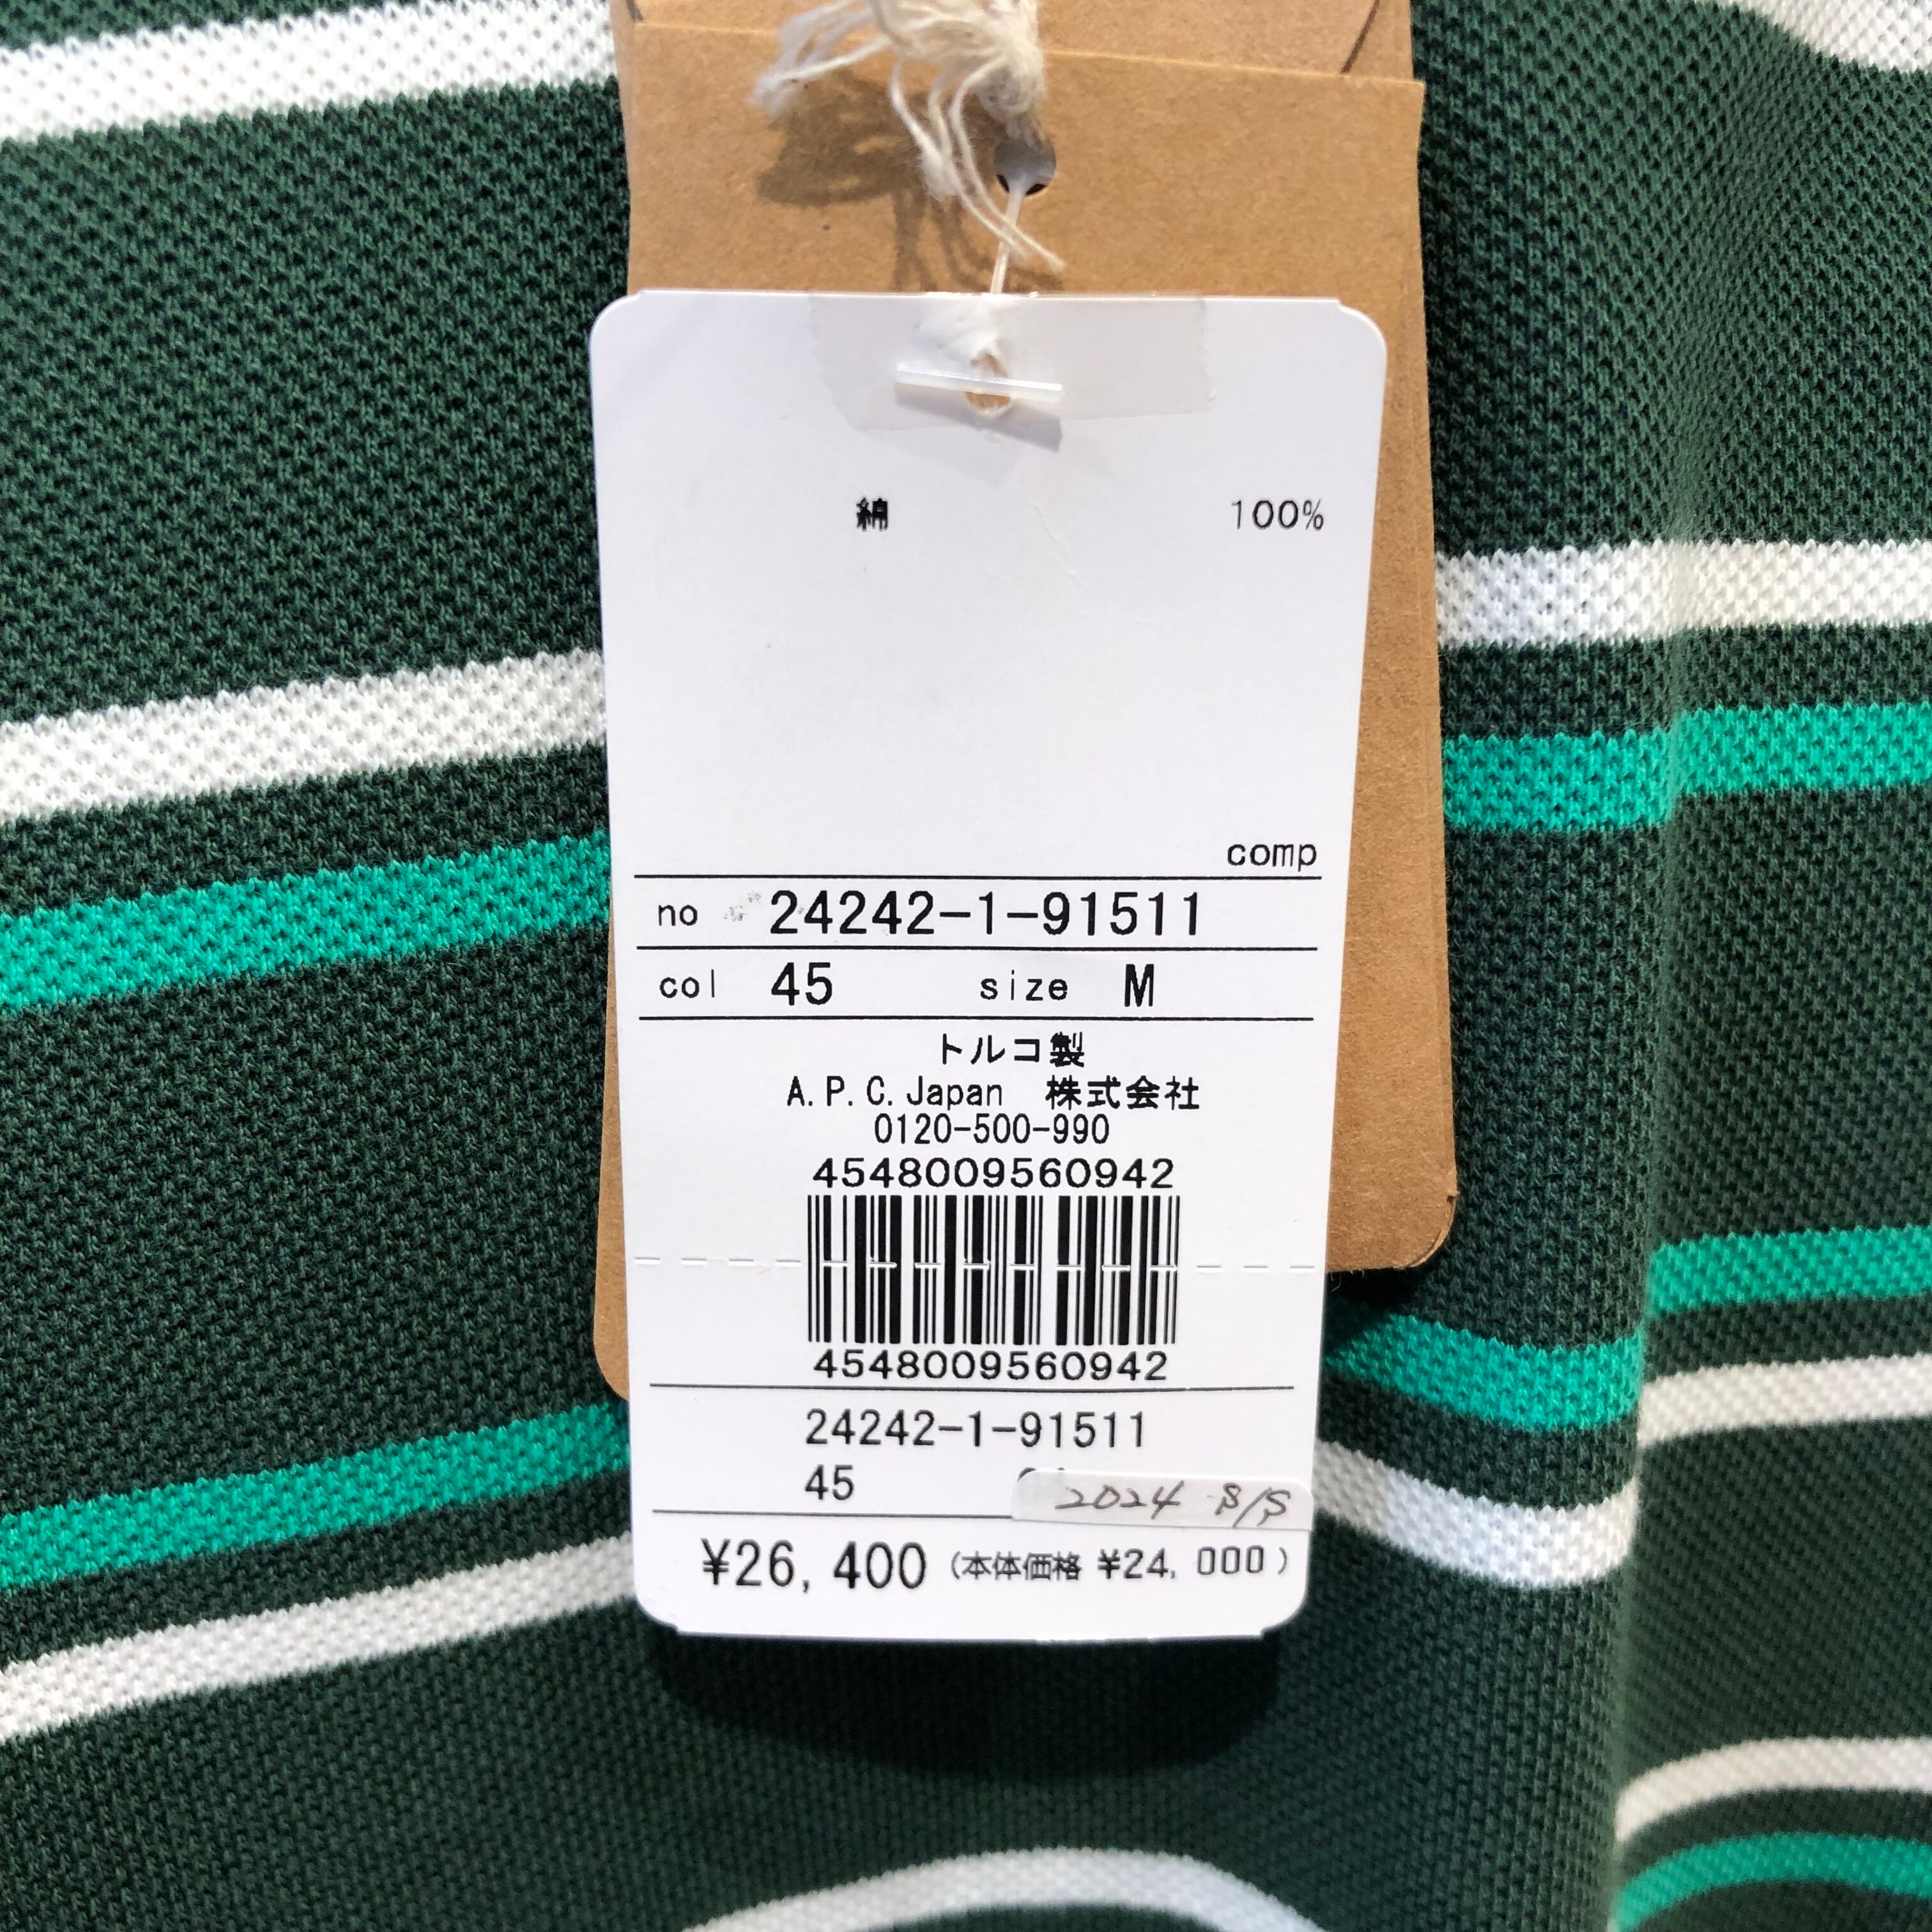 綿 100%
comp
no 24242-1-91511
col 45 size M
トルコ製
A.P.C.Japan 株式会社
0120-500-990
4548009560942
4548009560942
24242-1-91511
45
2024 S/S
¥26,400 (本体価格 ¥24,000)